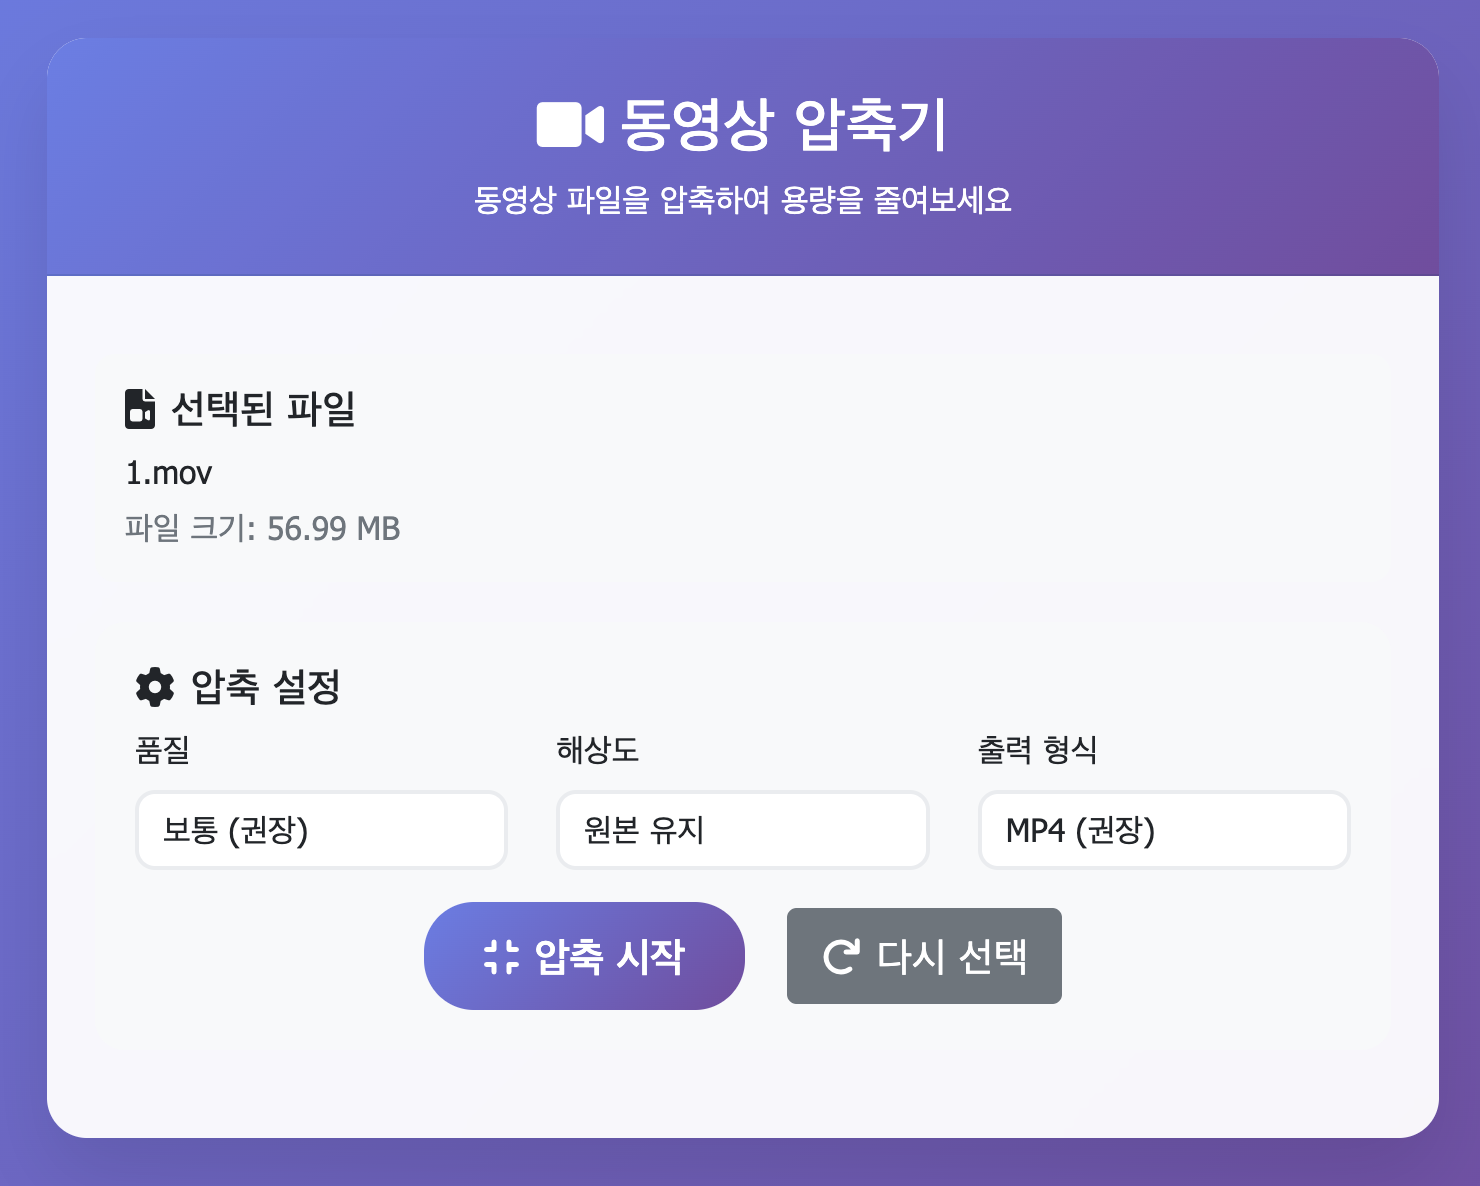 동영상 압축기
동영상 파일을 압축하여 용량을 줄여보세요
선택된 파일
1.mov
파일 크기: 56.99 MB
압축 설정
품질
해상도
출력 형식
보통 (권장)
원본 유지
MP4 (권장)
압축 시작
다시 선택